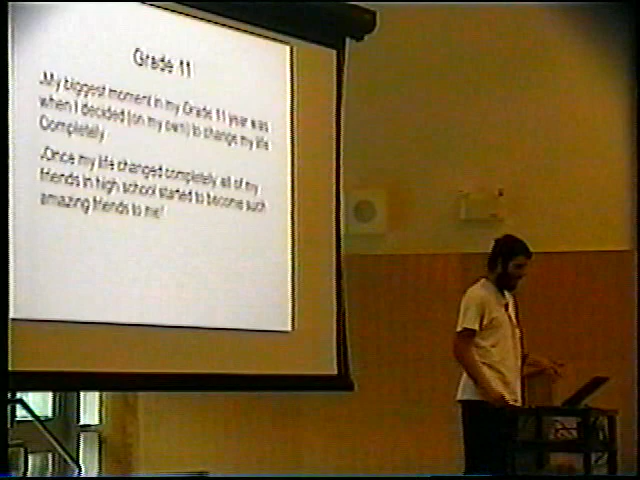 Grade 11
•My biggest moment in my Grade 11 year was
when I decided (on my own) to change my life
Completely
•Once my life changed completely all of my
friends in high school started to become such
amazing friends to me!